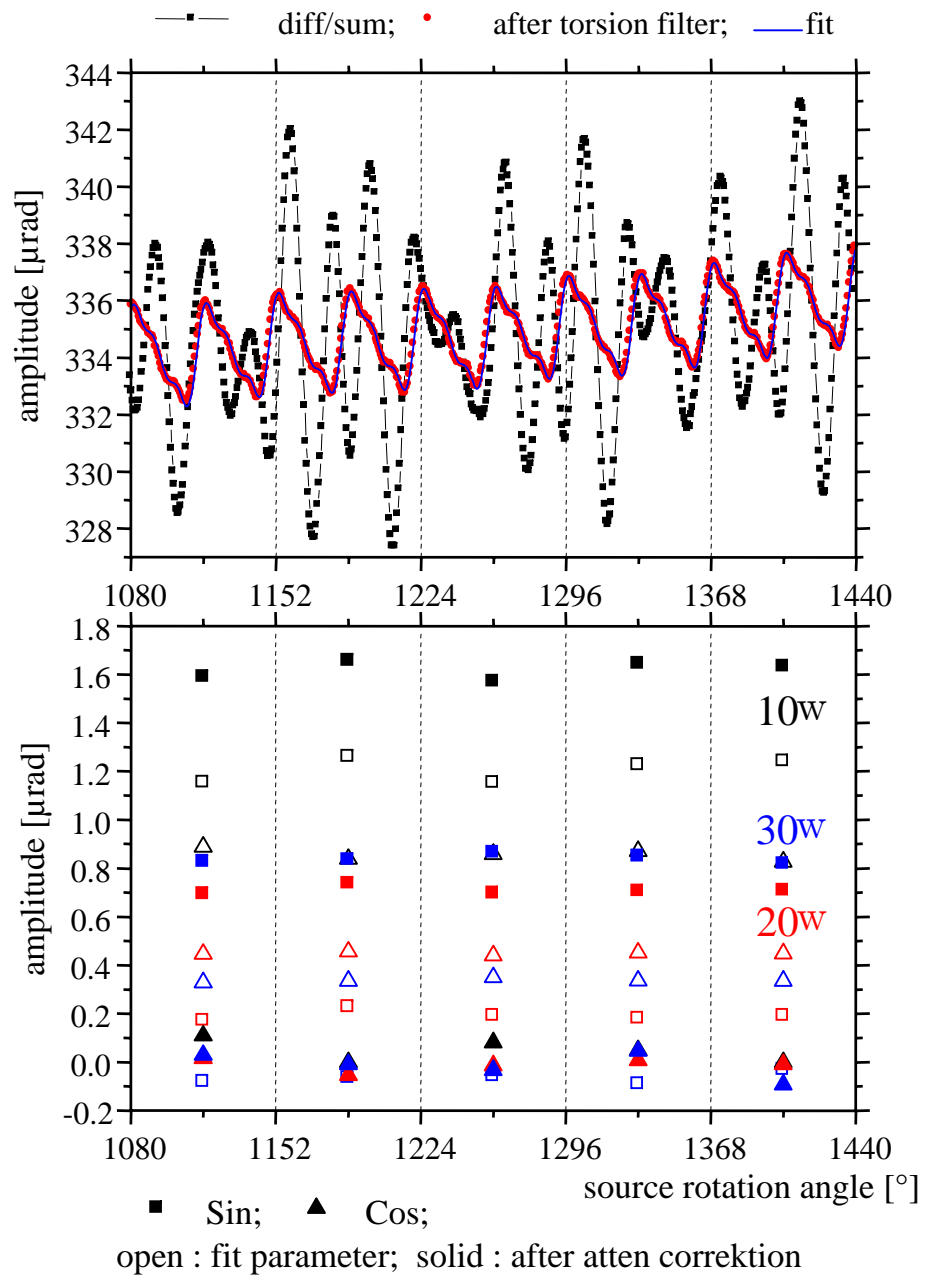 diff/sum; after torsion filter; fit
344
342
340
338
336
334
332
330
328
amplitude [µrad]
1080 1152 1224 1296 1368 1440
1.8
1.6
1.4
1.2
1.0
0.8
0.6
0.4
0.2
0.0
-0.2
amplitude [µrad]
10w
30w
20w
1080 1152 1224 1296 1368 1440
source rotation angle [°]
Sin; Cos;
open : fit parameter; solid : after atten correktion